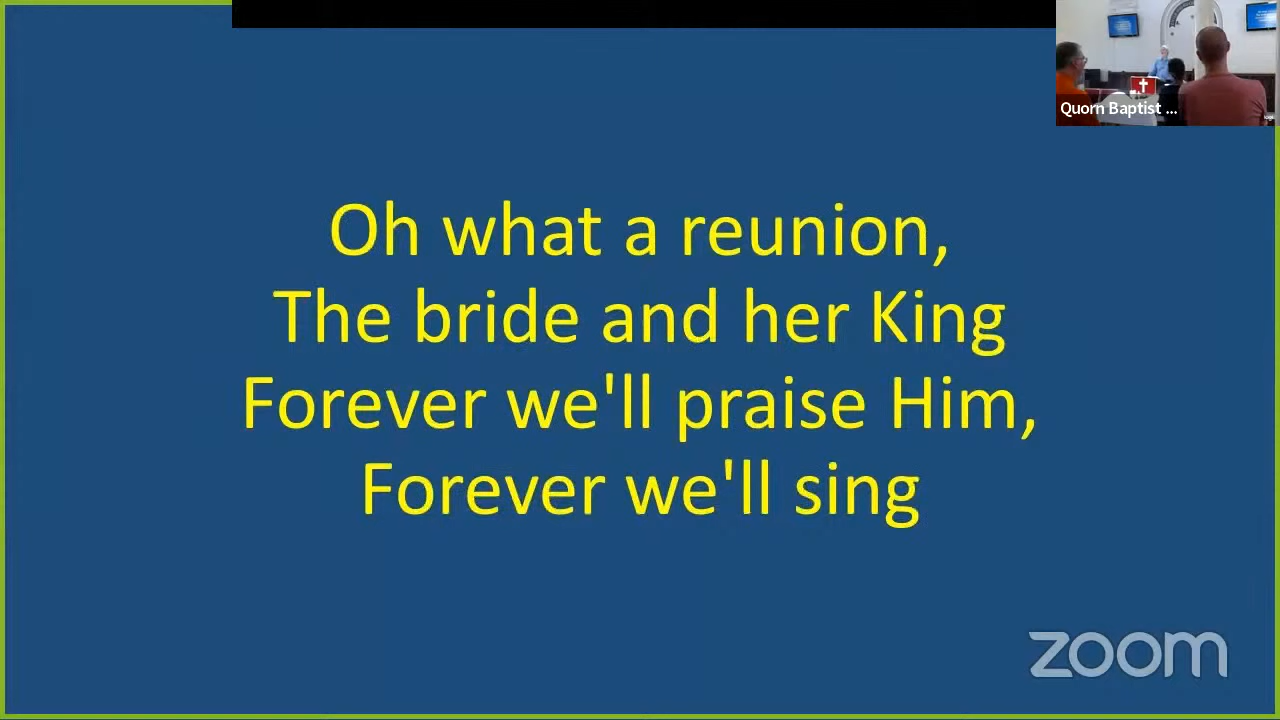 Quorn Baptist ...
Oh what a reunion,
The bride and her King
Forever we'll praise Him,
Forever we'll sing
zoom